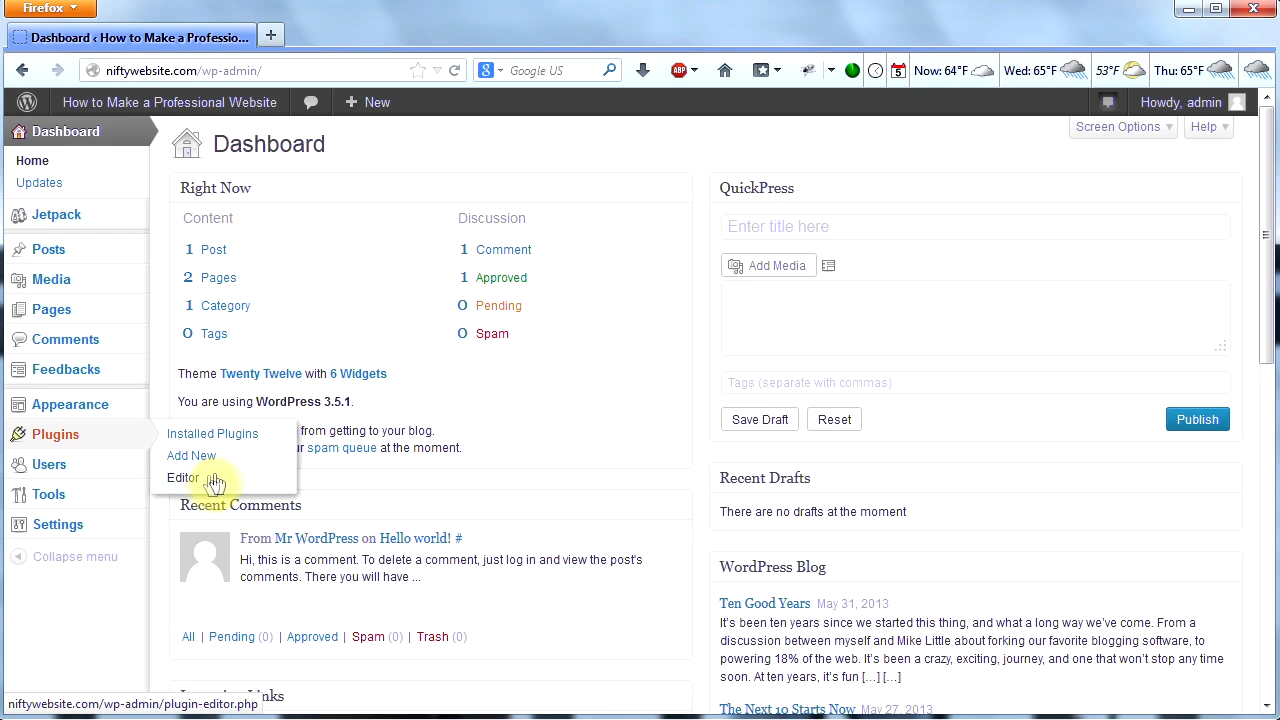 Firefox
Dashboard ‹ How to Make a Professio...
niftywebsite.com/wp-admin/
Google US
ABP
5
Now: 64°F
Wed: 65°F
53°F
Thu: 65°F
How to Make a Professional Website
New
Howdy, admin
Dashboard
Home
Updates
Jetpack
Posts
Media
Pages
Comments
Feedbacks
Appearance
Plugins
Users
Tools
Settings
Collapse menu
Installed Plugins
Add New
Editor
Screen Options
Help
Dashboard
Right Now
Content
Discussion
1 Post
1 Comment
2 Pages
1 Approved
1 Category
0 Pending
0 Tags
0 Spam
Theme Twenty Twelve with 6 Widgets
You are using WordPress 3.5.1.
from getting to your blog.
spam queue at the moment.
Recent Comments
From Mr WordPress on Hello world! #
Hi, this is a comment. To delete a comment, just log in and view the post's
comments. There you will have ...
All | Pending (0) | Approved | Spam (0) | Trash (0)
QuickPress
Enter title here
Add Media
Tags (separate with commas)
Save Draft
Reset
Publish
Recent Drafts
There are no drafts at the moment
WordPress Blog
Ten Good Years May 31, 2013
It's been ten years since we started this thing, and what a long way we've come. From a
discussion between myself and Mike Little about forking our favorite blogging software, to
powering 18% of the web. It's been a crazy, exciting, journey, and one that won't stop any time
soon. At ten years, it's fun [...] [...]
The Next 10 Starts Now May 27, 2013
niftywebsite.com/wp-admin/plugin-editor.php